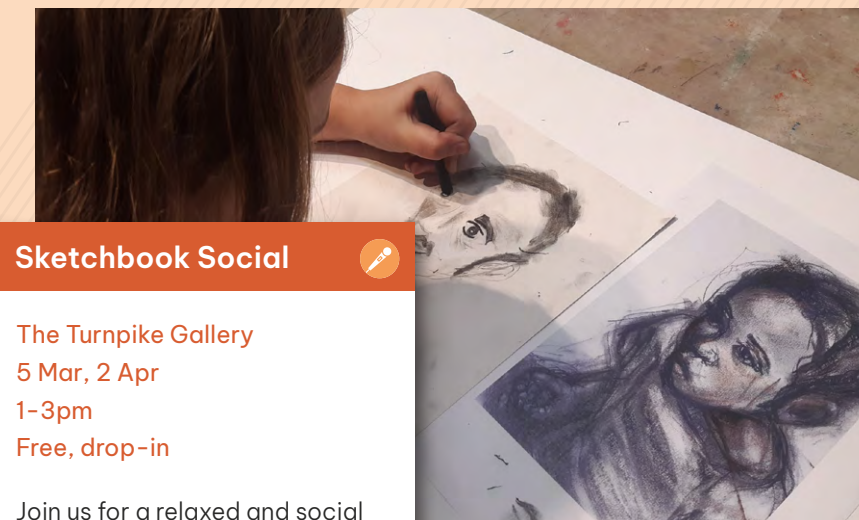 Sketchbook Social
The Turnpike Gallery
5 Mar, 2 Apr
1-3pm
Free, drop-in
Join us for a relaxed and social